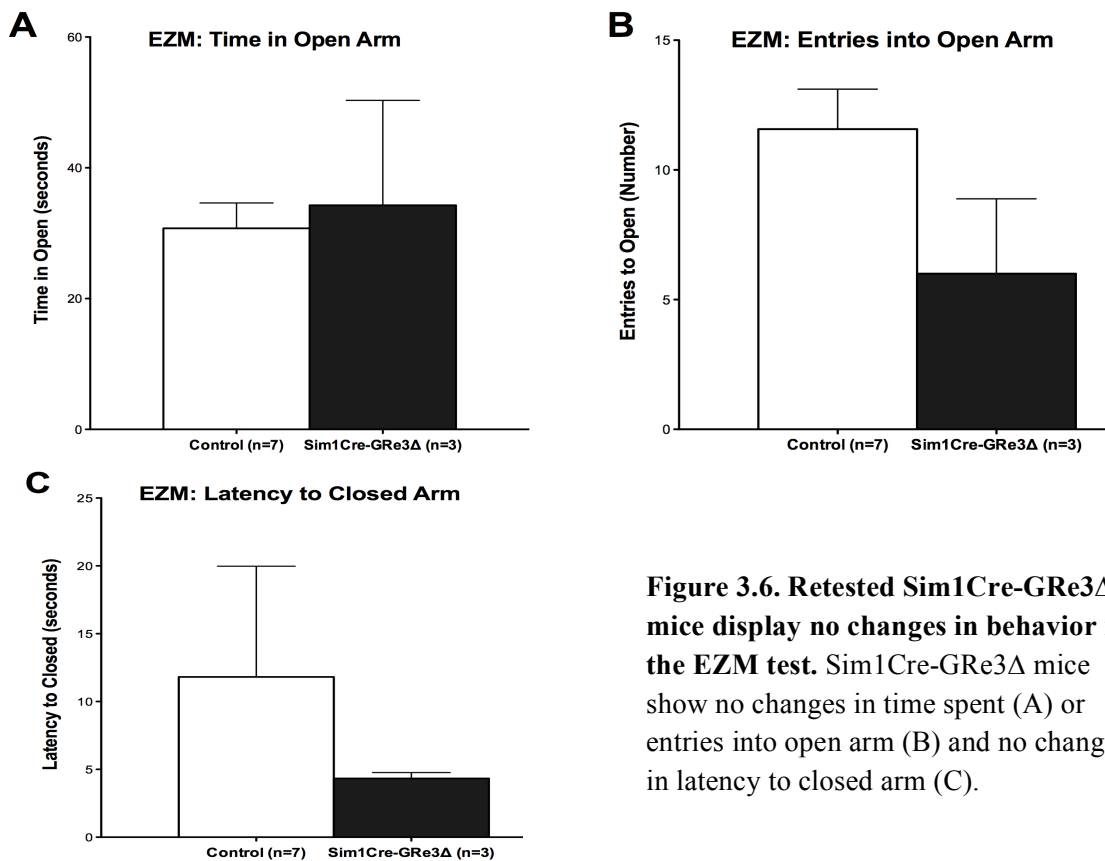 A
EZM: Time in Open Arm
60
40
20
0
Time in Open (seconds)
Control (n=7) Sim1Cre-GRe3Δ (n=3)
B
EZM: Entries into Open Arm
15
10
5
0
Entries to Open (Number)
Control (n=7) Sim1Cre-GRe3Δ (n=3)
C
EZM: Latency to Closed Arm
25
20
15
10
5
0
Latency to Closed (seconds)
Control (n=7) Sim1Cre-GRe3Δ (n=3)
Figure 3.6. Retested Sim1Cre-GRe3Δ
mice display no changes in behavior
the EZM test. Sim1Cre-GRe3Δ mice
show no changes in time spent (A) or
entries into open arm (B) and no chang
in latency to closed arm (C).